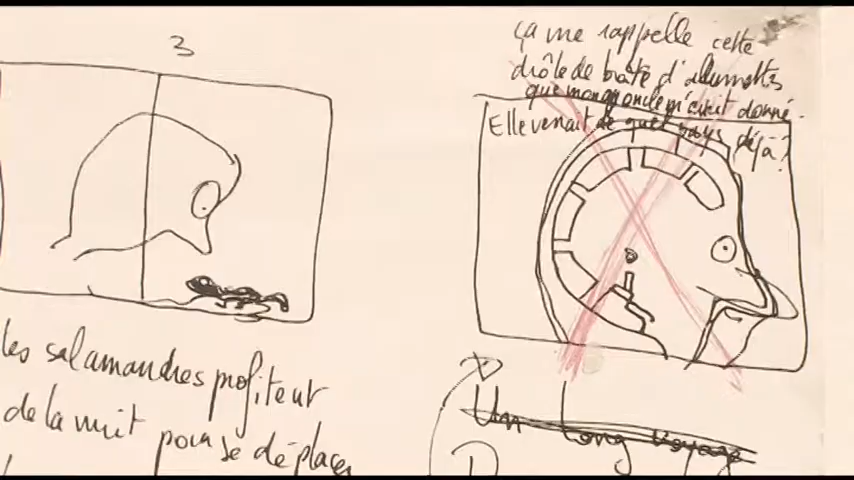 3
ça me rappelle cette
drôle de boîte d'allumettes
que mon oncle m'avait donné.
Elle venait de quel pays déjà?
les salamandres profitent
de la nuit pour se déplacer
Un Long Voyage